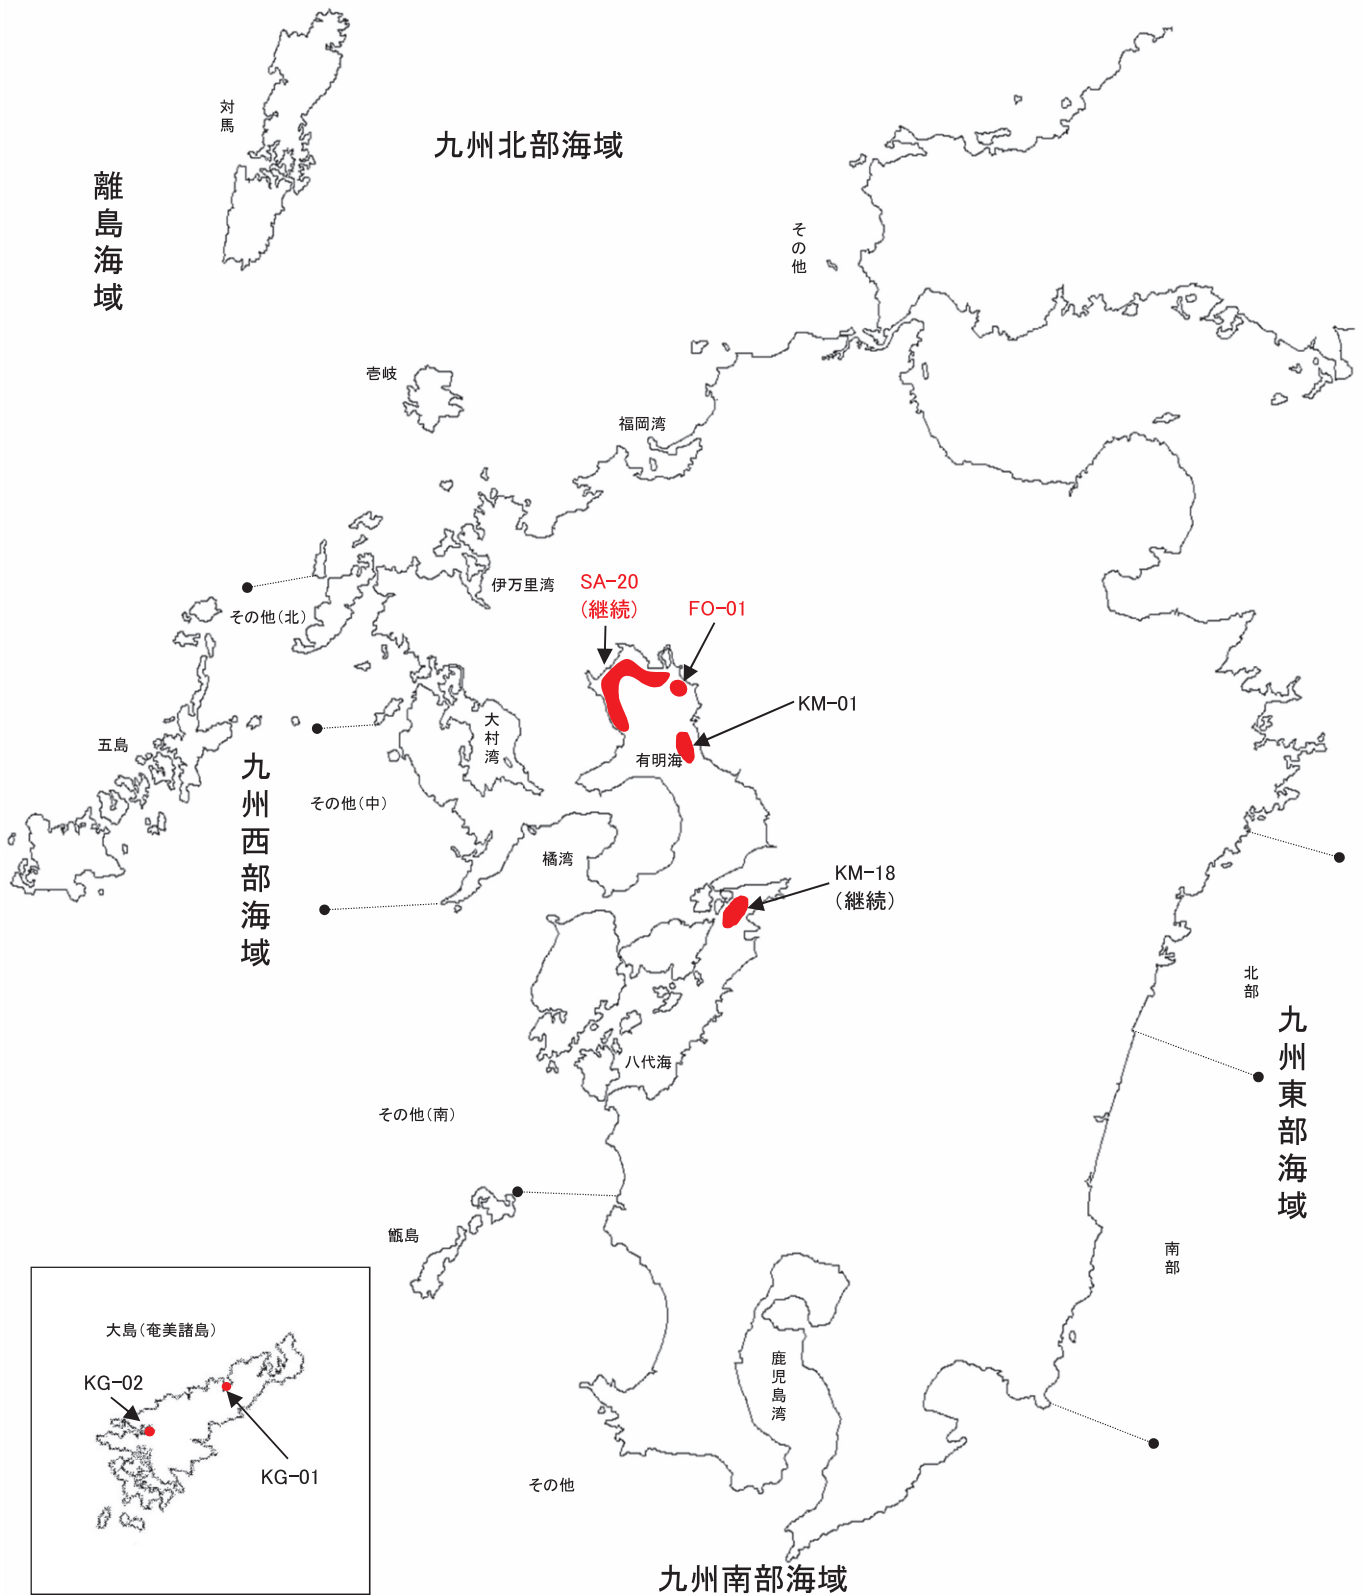 対馬
九州北部海域
離島海域
その他
壱岐
福岡湾
伊万里湾
SA-20
（継続）
FO-01
その他（北）
KM-01
大村湾
五島
有明海
九州西部海域
その他（中）
橘湾
KM-18
（継続）
北部
九州東部海域
八代海
その他（南）
甑島
南部
大島（奄美諸島）
KG-02
KG-01
鹿児島湾
その他
九州南部海域